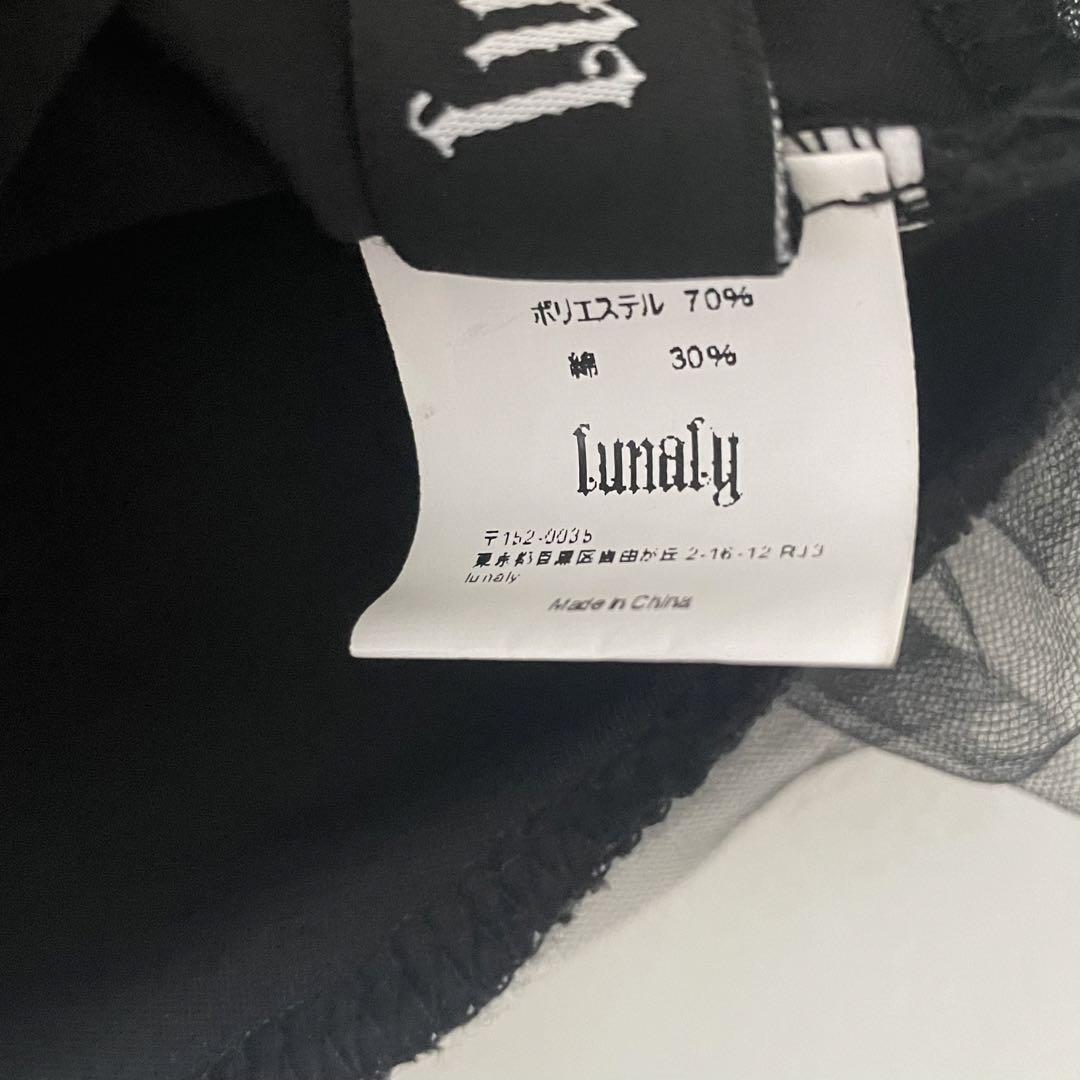 ポリエステル 70%
綿 30%
lunaly
〒152-0035
東京都目黒区自由が丘 2-16-12 RJ3
lunaly
Made in China